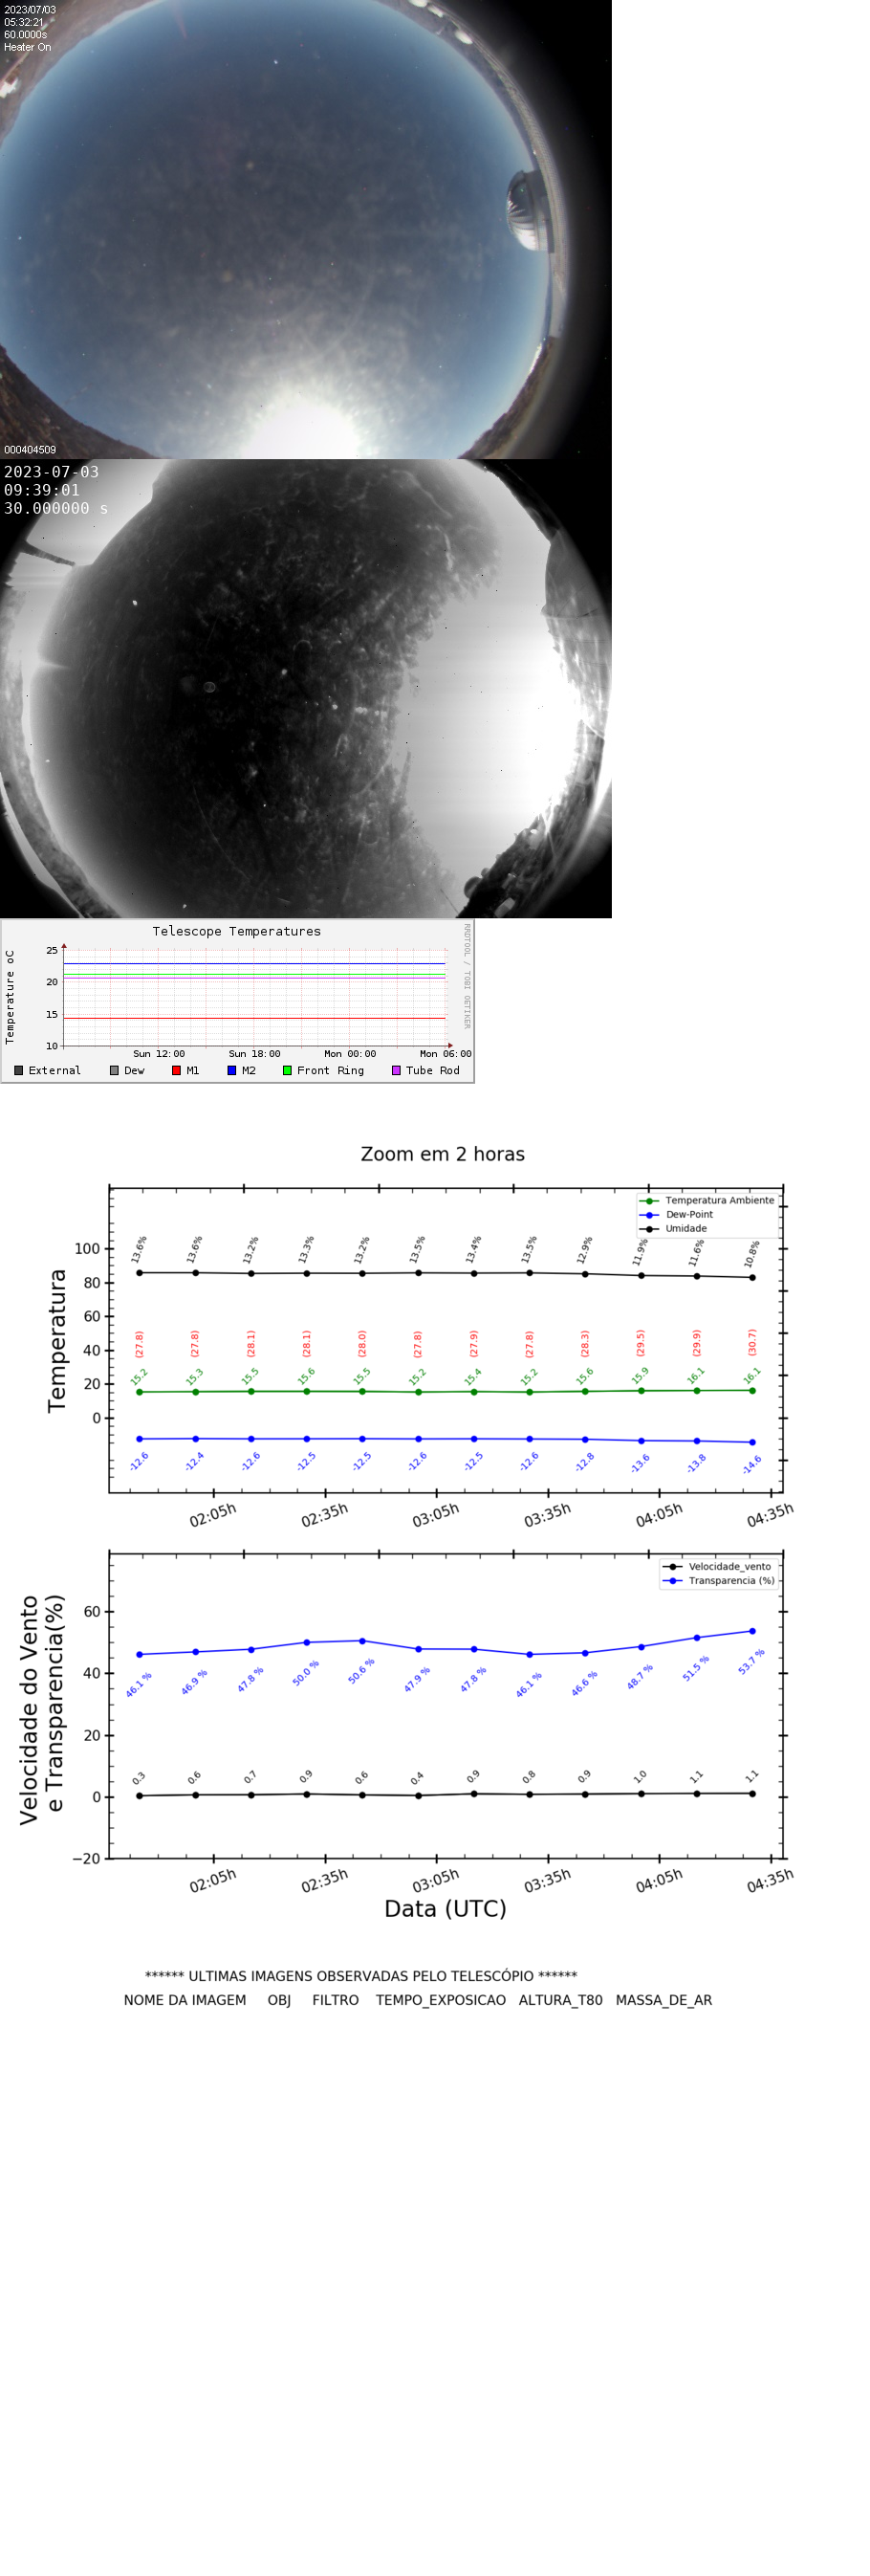 2023/07/03
05:32:21
60.0000s
Heater On
000404509
2023-07-03
09:39:01
30.000000 s
Telescope Temperatures
RRDTOOL / TOBI OETIKER
Temperature oC
25
20
15
10
Sun 12:00 Sun 18:00 Mon 00:00 Mon 06:00
External Dew M1 M2 Front Ring Tube Rod
Zoom em 2 horas
Temperatura Ambiente
Dew-Point
Umidade
Temperatura
100
80
60
40
20
0
13.6% 13.6% 13.2% 13.3% 13.2% 13.5% 13.4% 13.5% 12.9% 11.9% 11.6% 10.8%
(27.8) (27.8) (28.1) (28.1) (28.0) (27.8) (27.9) (27.8) (28.3) (29.5) (29.9) (30.7)
15.2 15.3 15.5 15.6 15.5 15.2 15.4 15.2 15.6 15.9 16.1 16.1
-12.6 -12.4 -12.6 -12.5 -12.5 -12.6 -12.5 -12.6 -12.8 -13.6 -13.8 -14.6
02:05h 02:35h 03:05h 03:35h 04:05h 04:35h
Velocidade_vento
Transparencia (%)
Velocidade do Vento
e Transparencia(%)
60
40
20
0
−20
46.1 % 46.9 % 47.8 % 50.0 % 50.6 % 47.9 % 47.8 % 46.1 % 46.6 % 48.7 % 51.5 % 53.7 %
0.3 0.6 0.7 0.9 0.6 0.4 0.9 0.8 0.9 1.0 1.1 1.1
02:05h 02:35h 03:05h 03:35h 04:05h 04:35h
Data (UTC)
****** ULTIMAS IMAGENS OBSERVADAS PELO TELESCÓPIO ******
NOME DA IMAGEM OBJ FILTRO TEMPO_EXPOSICAO ALTURA_T80 MASSA_DE_AR